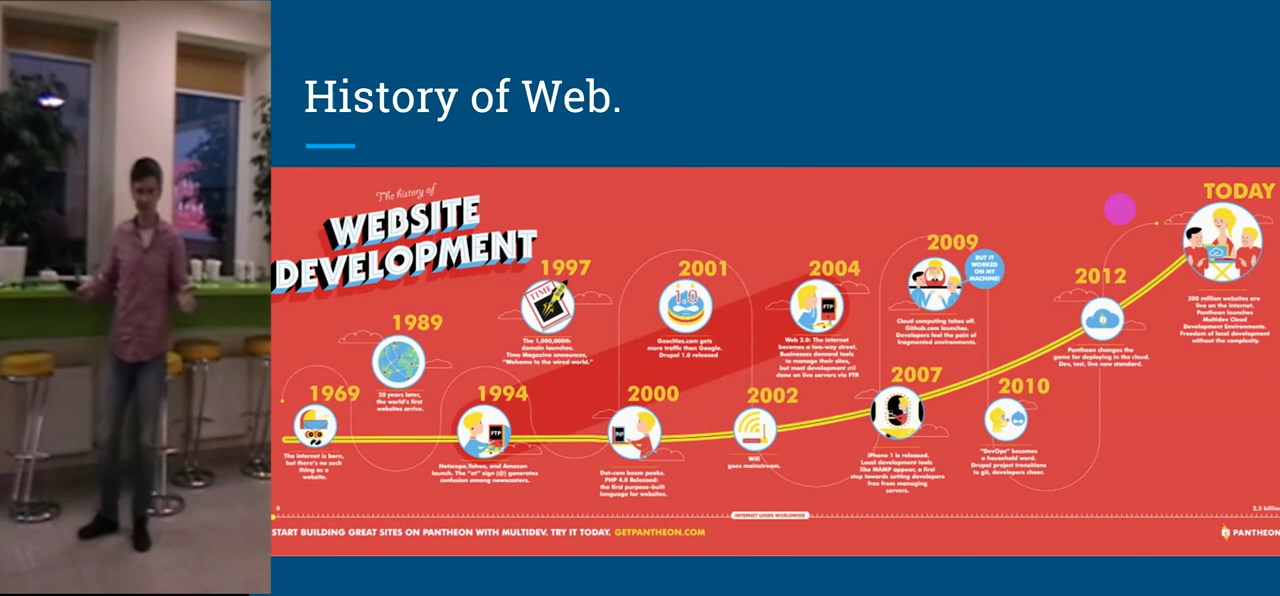 History of Web.
The history of
WEBSITE
DEVELOPMENT
1969
The internet is born,
but there's no such
thing as a
website.
1989
20 years later,
the world's first
websites arrive.
1994
FTP
Netscape,Yahoo, and Amazon
launch. The "at" sign (@) generates
confusion among newscasters.
1997
TIME
The 1,000,000th
domain launches.
Time Magazine announces,
"Welcome to the wired world."
2000
PHP
Dot-com boom peaks.
PHP 4.0 Released:
the first purpose-built
language for websites.
2001
1.0
Geocities.com gets
more traffic than Google.
Drupal 1.0 released
2002
Wifi
goes mainstream.
2004
FTP
Web 2.0: The internet
becomes a two-way street.
Businesses demand tools
to manage their sites,
but most development still
done on live servers via FTP.
2007
iPhone 1 is released.
Local development tools
like MAMP appear, a first
step towards setting developers
free from managing
servers.
2009
BUT IT
WORKED
ON MY
MACHINE!
Cloud computing takes off.
Github.com launches.
Developers feel the pain of
fragmented environments.
2010
"DevOps" becomes
a household word.
Drupal project transitions
to git, developers cheer.
2012
Pantheon changes the
game for deploying in the cloud.
Dev, test, live new standard.
TODAY
200 million websites are
live on the internet.
Pantheon launches
Multidev Cloud
Development Environments.
Freedom of local development
without the complexity.
0
INTERNET USERS WORLDWIDE
2.5 billion
START BUILDING GREAT SITES ON PANTHEON WITH MULTIDEV. TRY IT TODAY. GETPANTHEON.COM
PANTHEON